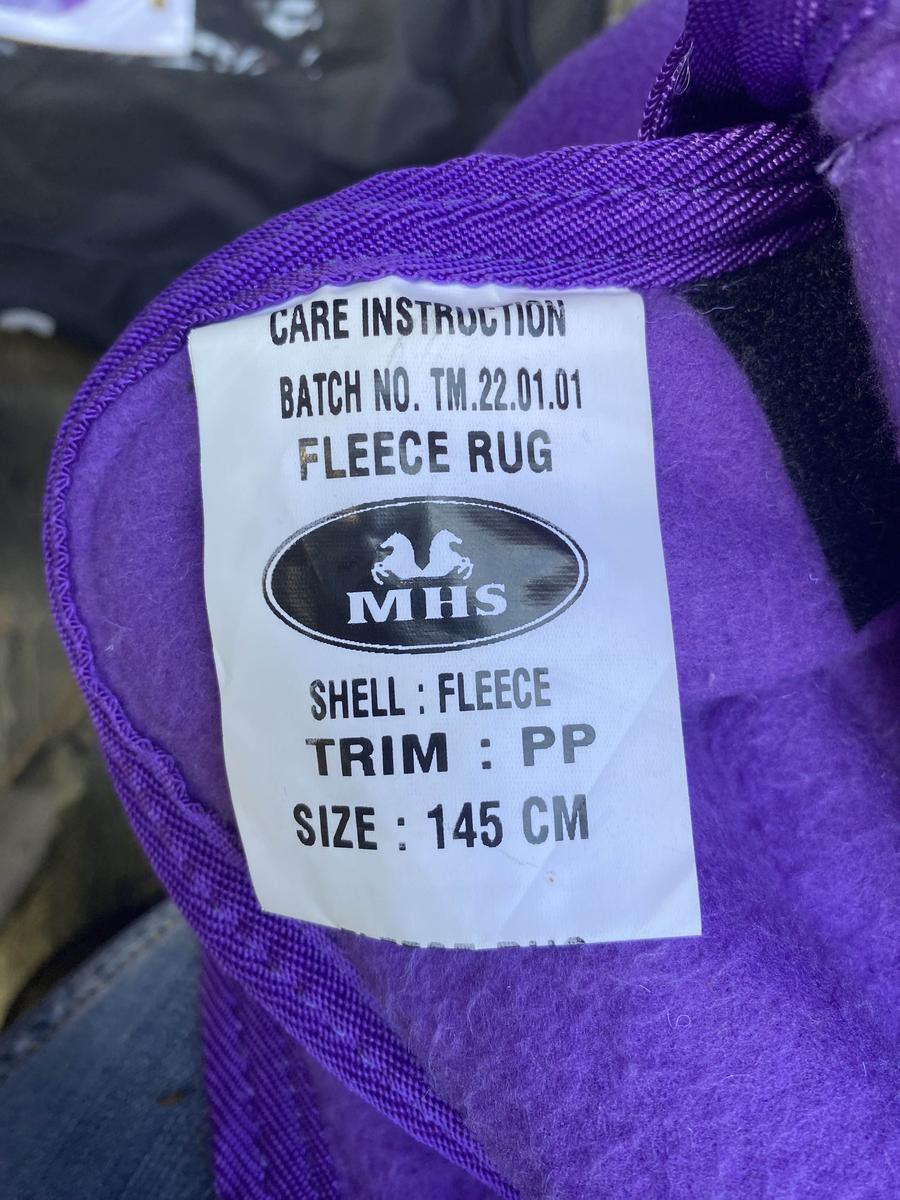 CARE INSTRUCTION
BATCH NO. TM.22.01.01
FLEECE RUG
MHS
SHELL : FLEECE
TRIM : PP
SIZE : 145 CM